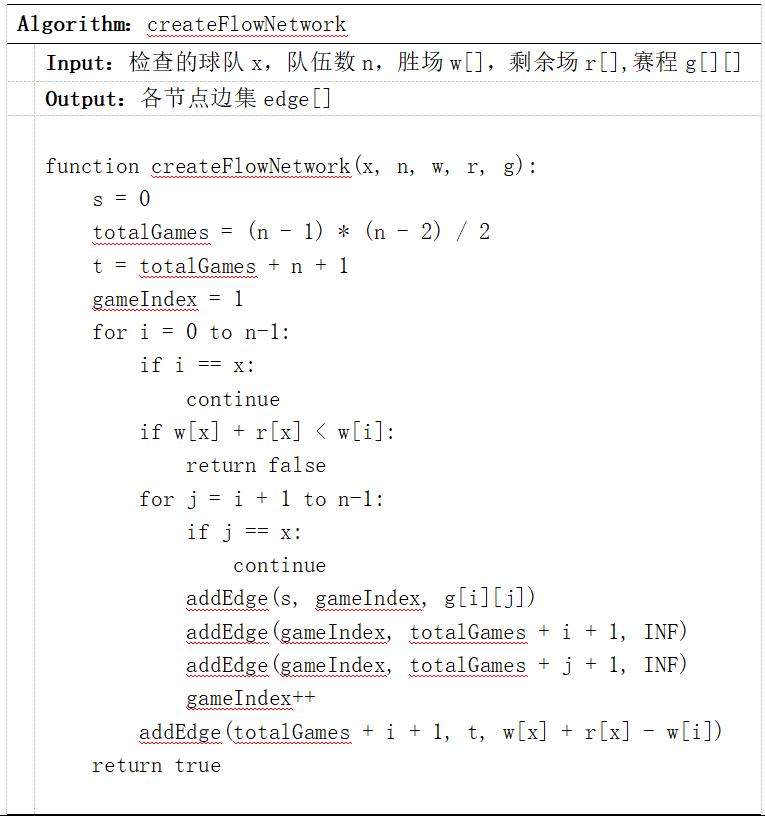 Algorithm: createFlowNetwork
Input: 检查的球队 x，队伍数 n，胜场 w[]，剩余场 r[],赛程 g[][]
Output: 各节点边集 edge[]
function createFlowNetwork(x, n, w, r, g):
s = 0
totalGames = (n - 1) * (n - 2) / 2
t = totalGames + n + 1
gameIndex = 1
for i = 0 to n-1:
if i == x:
continue
if w[x] + r[x] < w[i]:
return false
for j = i + 1 to n-1:
if j == x:
continue
addEdge(s, gameIndex, g[i][j])
addEdge(gameIndex, totalGames + i + 1, INF)
addEdge(gameIndex, totalGames + j + 1, INF)
gameIndex++
addEdge(totalGames + i + 1, t, w[x] + r[x] - w[i])
return true